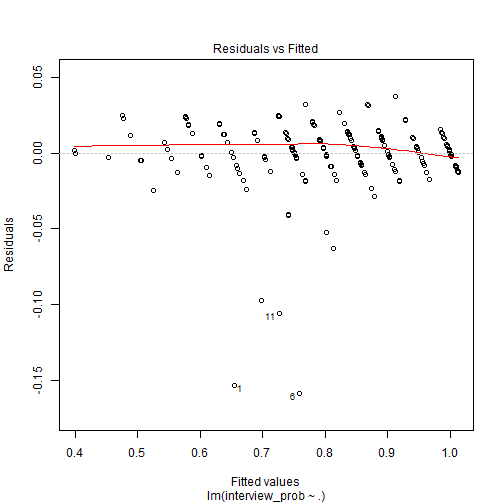 Residuals vs Fitted
Residuals
0.05
0.00
-0.05
-0.10
-0.15
11
1
6
0.4 0.5 0.6 0.7 0.8 0.9 1.0
Fitted values
lm(interview_prob ~ .)